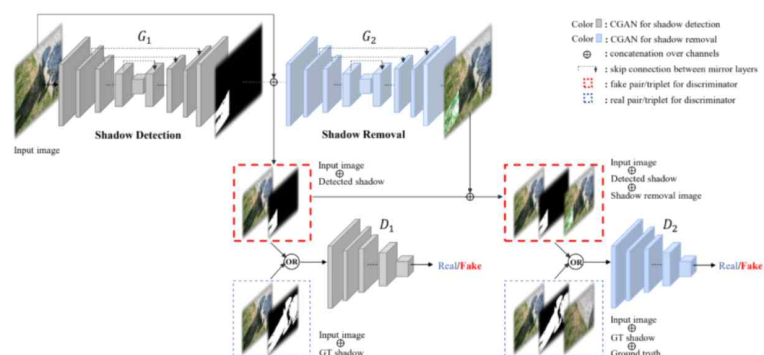 G₁
G₂
Color : CGAN for shadow detection
Color : CGAN for shadow removal
⊕ : concatenation over channels
: skip connection between mirror layers
: fake pair/triplet for discriminator
: real pair/triplet for discriminator
Shadow Detection
Shadow Removal
Input image
Input image
⊕
Detected shadow
Input image
⊕
Detected shadow
⊕
Shadow removal image
D₁
D₂
OR
Real/Fake
OR
Real/Fake
Input image
⊕
GT shadow
Input image
⊕
GT shadow
⊕
Ground truth